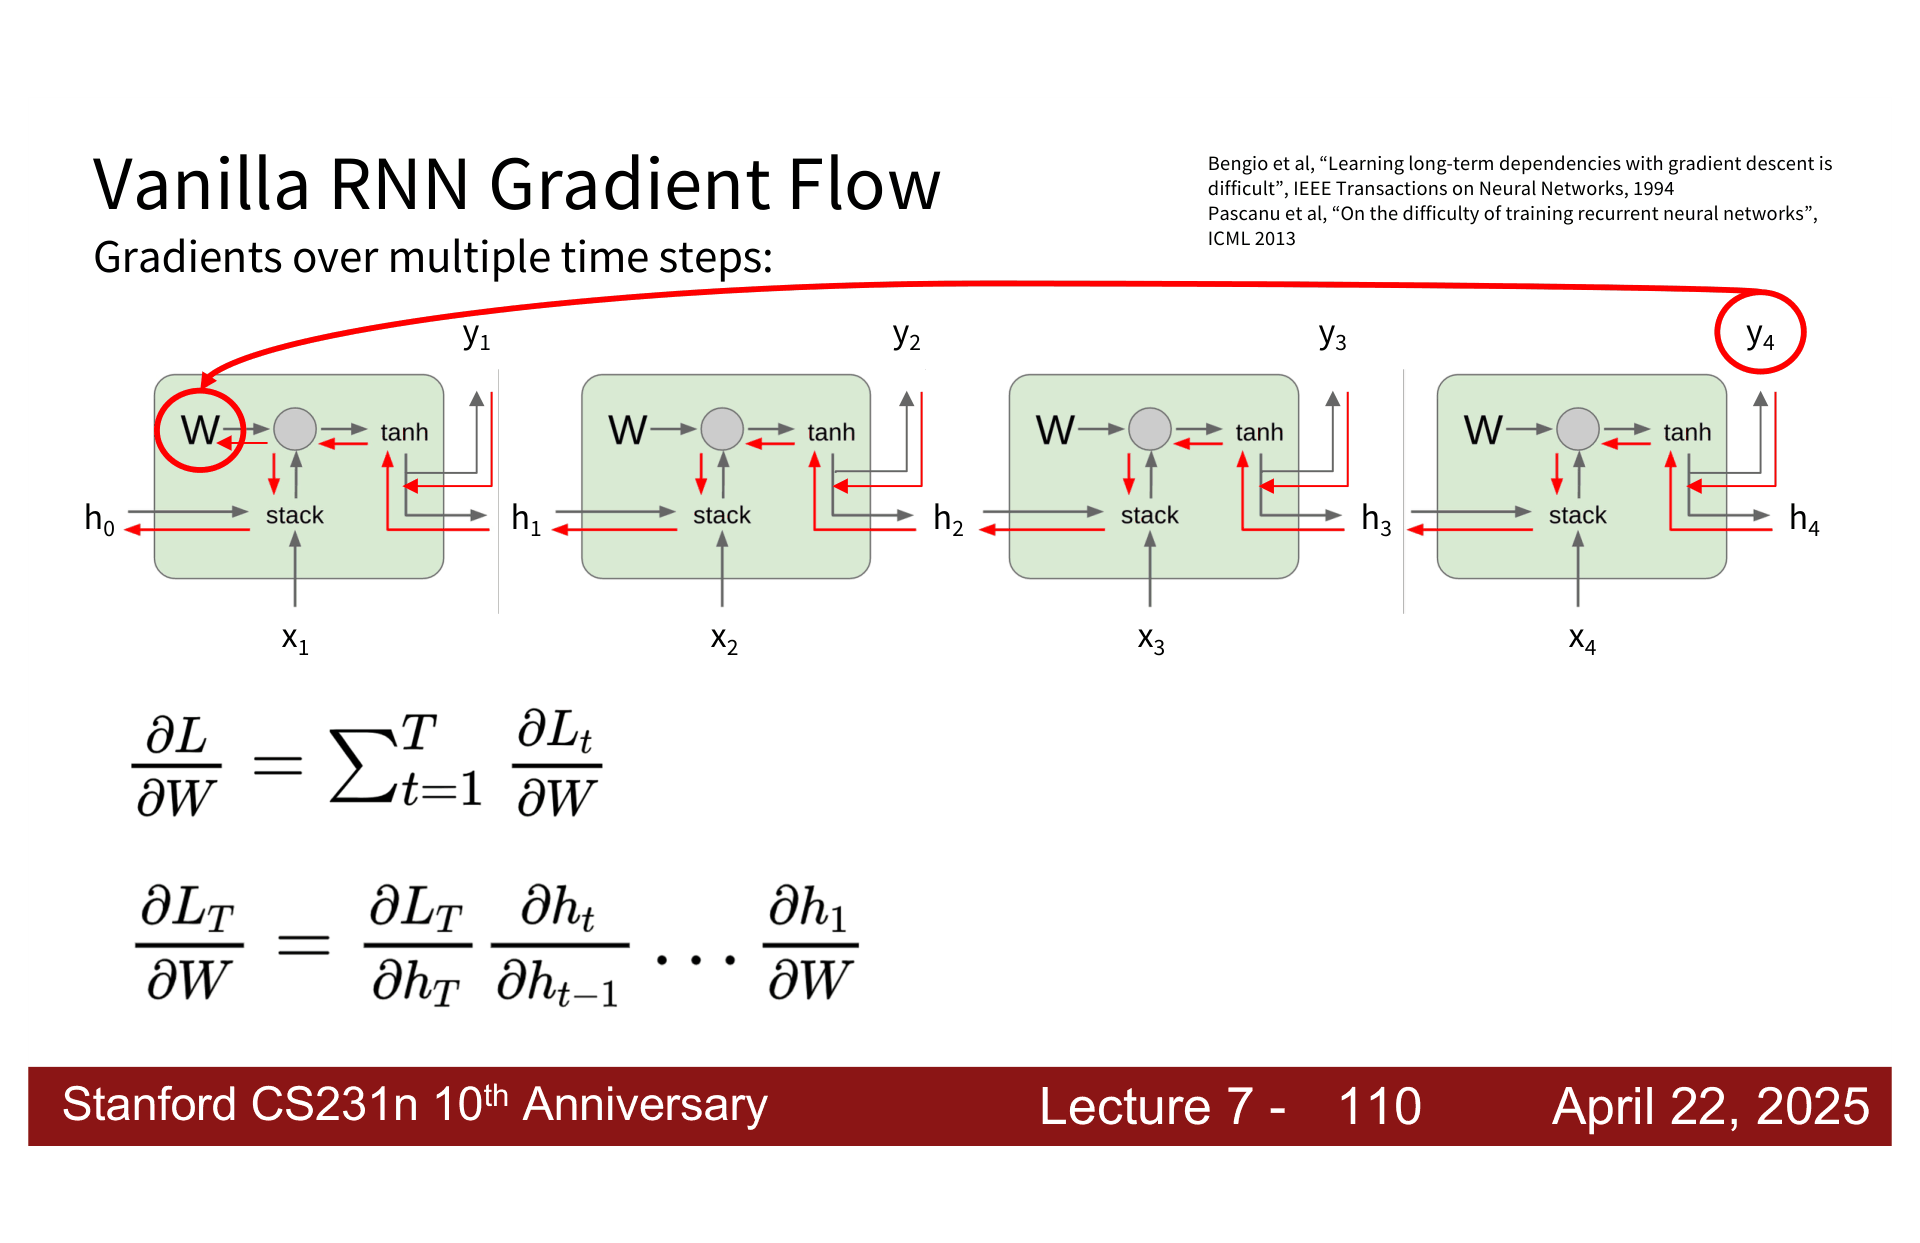 Vanilla RNN Gradient Flow
Gradients over multiple time steps:
Bengio et al, “Learning long-term dependencies with gradient descent is
difficult”, IEEE Transactions on Neural Networks, 1994
Pascanu et al, “On the difficulty of training recurrent neural networks”,
ICML 2013
y₁ y₂ y₃ y₄
W tanh W tanh W tanh W tanh
h₀ stack h₁ stack h₂ stack h₃ stack h₄
x₁ x₂ x₃ x₄
∂L/∂W = ∑_{t=1}^{T} ∂L_t/∂W
∂L_T/∂W = ∂L_T/∂h_T ∂h_t/∂h_{t−1} … ∂h_1/∂W
Stanford CS231n 10th Anniversary Lecture 7 - 110 April 22, 2025